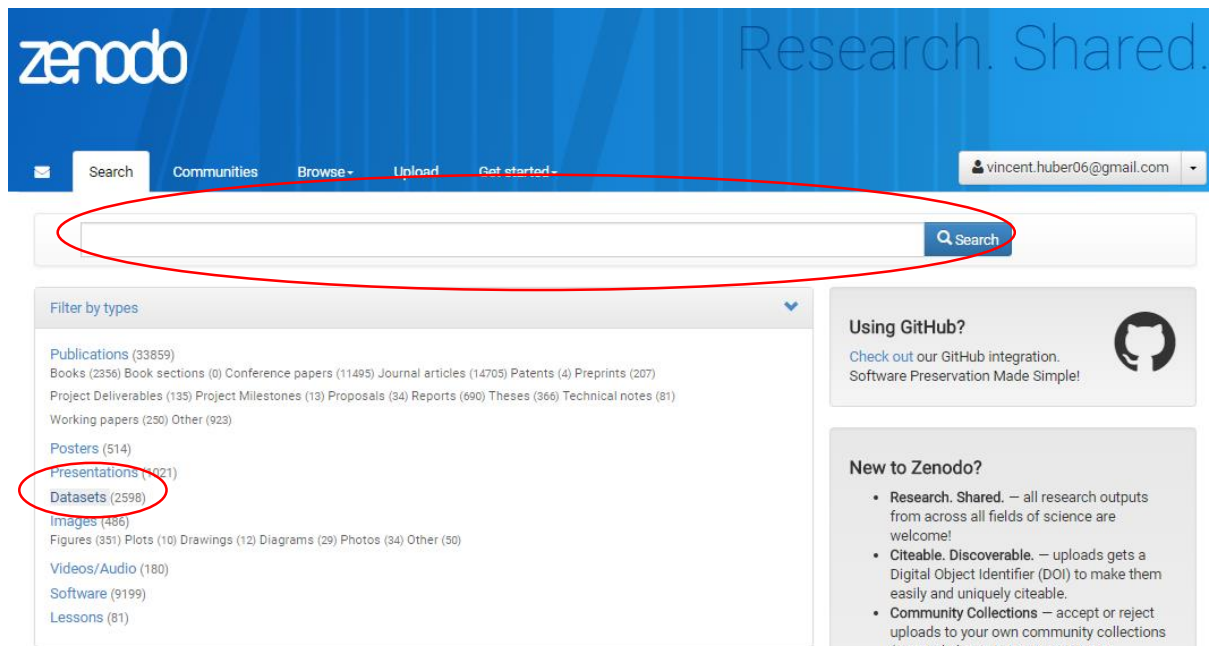 zenodo
Research. Shared.
Search Communities Browse Upload Get started vincent.huber06@gmail.com
Search
Filter by types
Publications (33859)
Books (2356) Book sections (0) Conference papers (11495) Journal articles (14705) Patents (4) Preprints (207)
Project Deliverables (135) Project Milestones (13) Proposals (34) Reports (690) Theses (366) Technical notes (81)
Working papers (250) Other (923)
Posters (514)
Presentations (1021)
Datasets (2598)
Images (486)
Figures (351) Plots (10) Drawings (12) Diagrams (29) Photos (34) Other (50)
Videos/Audio (180)
Software (9199)
Lessons (81)
Using GitHub?
Check out our GitHub integration.
Software Preservation Made Simple!
New to Zenodo?
• Research. Shared. — all research outputs
from across all fields of science are
welcome!
• Citeable. Discoverable. — uploads gets a
Digital Object Identifier (DOI) to make them
easily and uniquely citeable.
• Community Collections — accept or reject
uploads to your own community collections